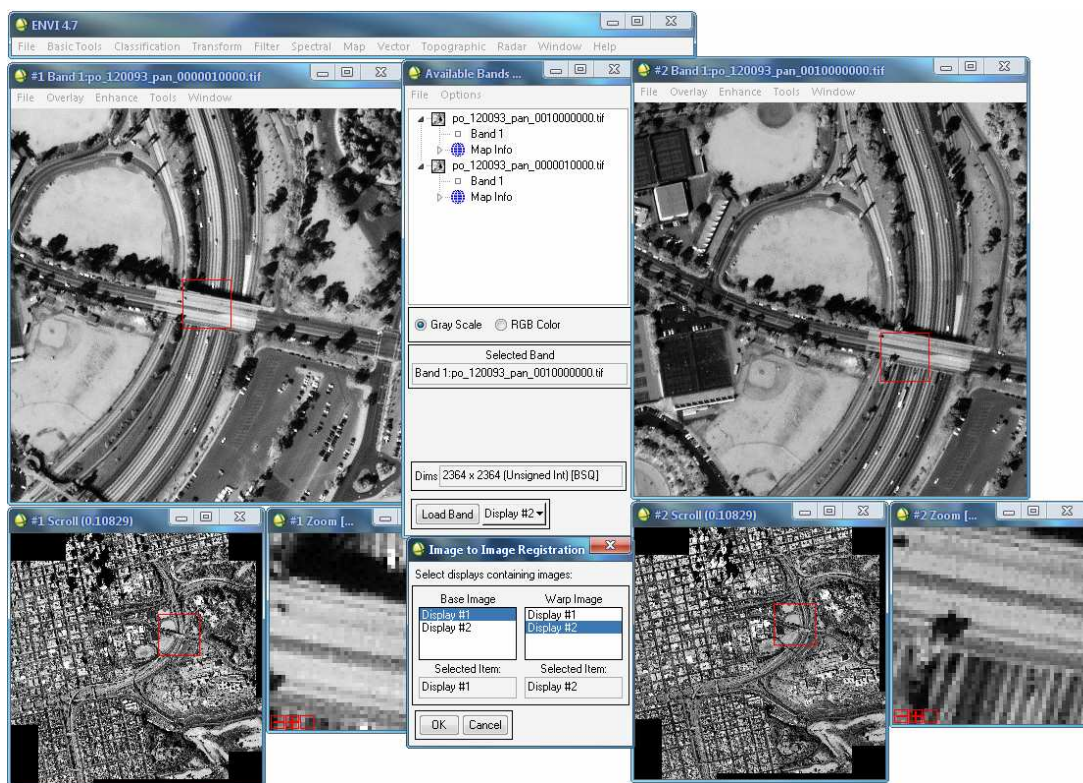 ENVI 4.7
File Basic Tools Classification Transform Filter Spectral Map Vector Topographic Radar Window Help
#1 Band 1:po_120093_pan_0000010000.tif
File Overlay Enhance Tools Window
Available Bands ...
File Options
po_120093_pan_0010000000.tif
Band 1
Map Info
po_120093_pan_0000010000.tif
Band 1
Map Info
Gray Scale RGB Color
Selected Band
Band 1:po_120093_pan_0010000000.tif
Dims 2364 x 2364 (Unsigned Int) [BSQ]
Load Band Display #2
#2 Band 1:po_120093_pan_0010000000.tif
File Overlay Enhance Tools Window
#1 Scroll (0.10829)
#1 Zoom [...
Image to Image Registration
Select displays containing images:
Base Image Warp Image
Display #1 Display #1
Display #2 Display #2
Selected Item: Selected Item:
Display #1 Display #2
OK Cancel
#2 Scroll (0.10829)
#2 Zoom [...